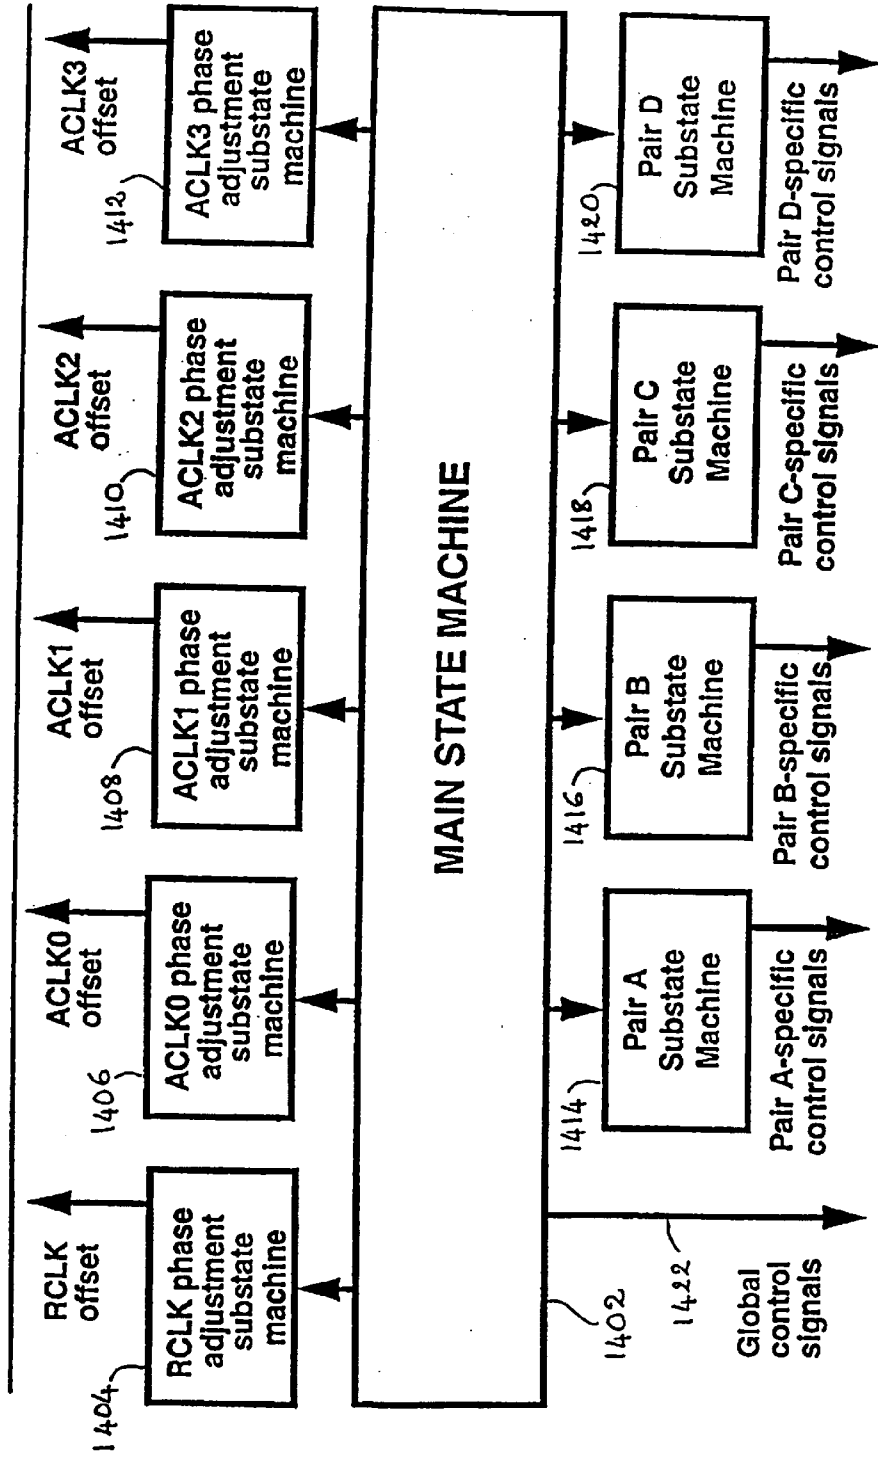 RCLK
offset
ACLK0
offset
ACLK1
offset
ACLK2
offset
ACLK3
offset
1404
RCLK phase
adjustment
substate
machine
1406
ACLK0 phase
adjustment
substate
machine
1408
ACLK1 phase
adjustment
substate
machine
1410
ACLK2 phase
adjustment
substate
machine
1412
ACLK3 phase
adjustment
substate
machine
MAIN STATE MACHINE
1402
1422
Global
control
signals
1414
Pair A
Substate
Machine
Pair A-specific
control signals
1416
Pair B
Substate
Machine
Pair B-specific
control signals
1418
Pair C
Substate
Machine
Pair C-specific
control signals
1420
Pair D
Substate
Machine
Pair D-specific
control signals